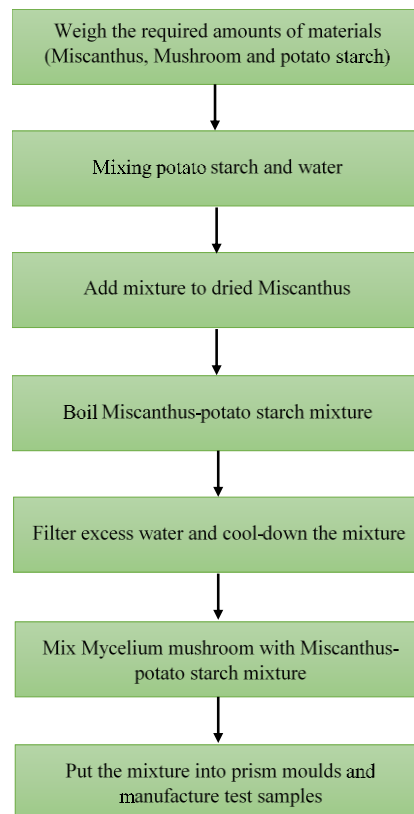 Weigh the required amounts of materials
(Miscanthus, Mushroom and potato starch)
Mixing potato starch and water
Add mixture to dried Miscanthus
Boil Miscanthus-potato starch mixture
Filter excess water and cool-down the mixture
Mix Mycelium mushroom with Miscanthus-
potato starch mixture
Put the mixture into prism moulds and
manufacture test samples